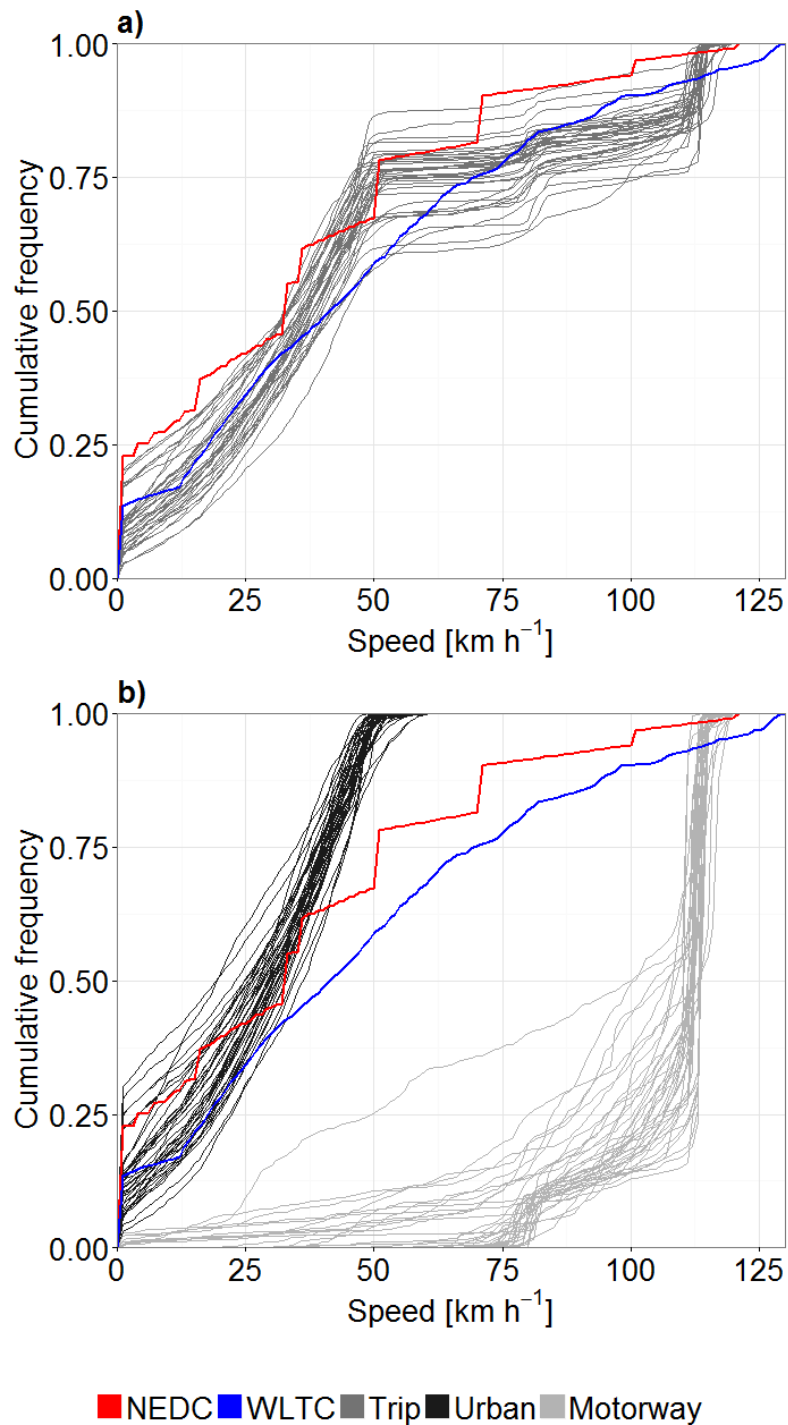 a)
1.00
0.75
0.50
0.25
0.00
Cumulative frequency
0 25 50 75 100 125
Speed [km h⁻¹]
b)
1.00
0.75
0.50
0.25
0.00
Cumulative frequency
0 25 50 75 100 125
Speed [km h⁻¹]
NEDC WLTC Trip Urban Motorway